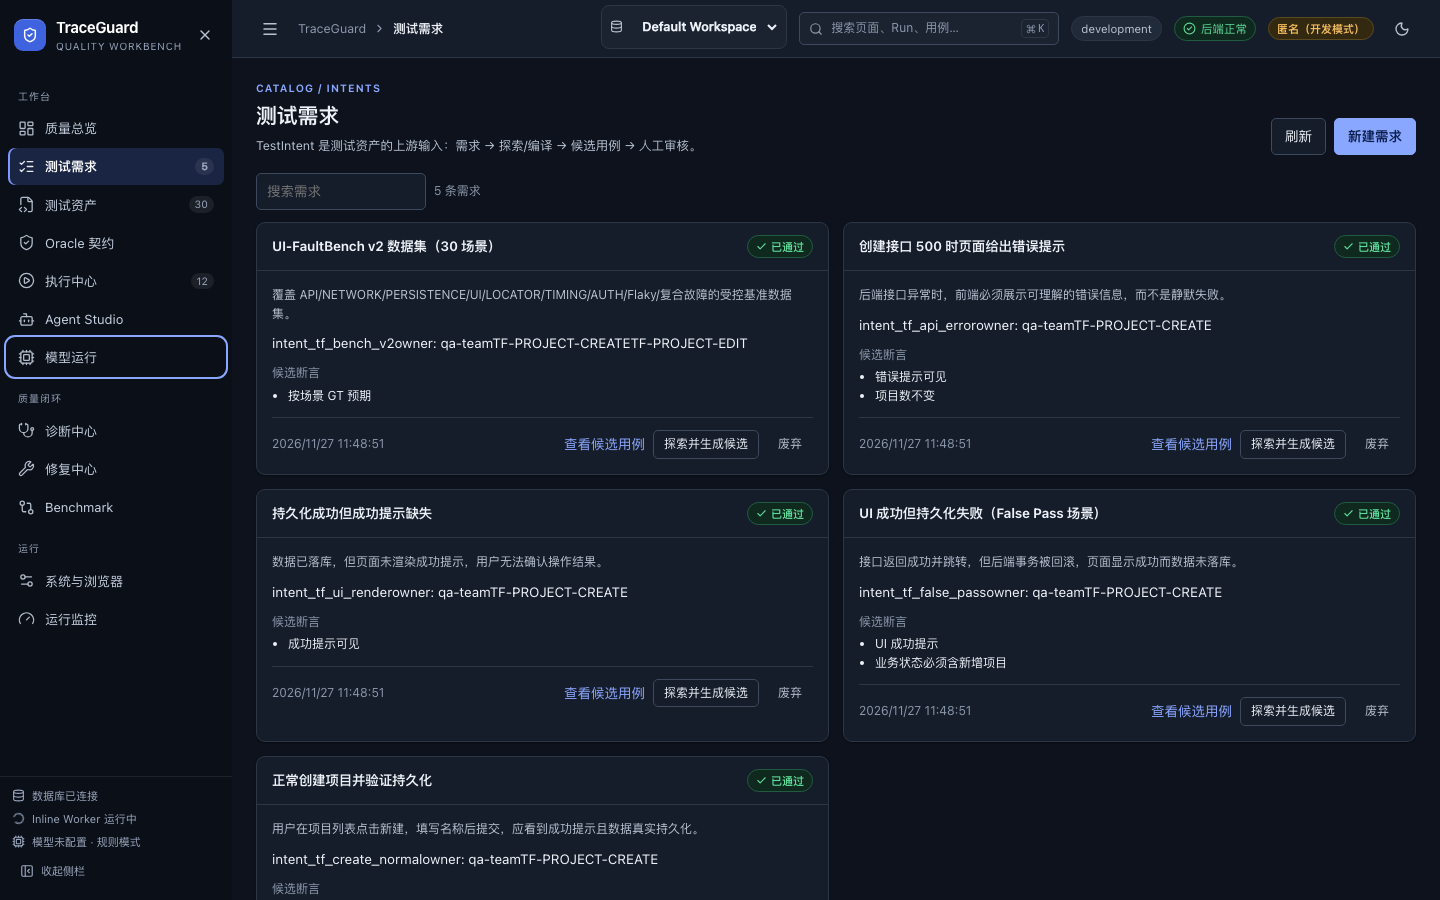 TraceGuard
QUALITY WORKBENCH
工作台
质量总览
测试需求 5
测试资产 30
Oracle 契约
执行中心 12
Agent Studio
模型运行
质量闭环
诊断中心
修复中心
Benchmark
运行
系统与浏览器
运行监控
数据库已连接
Inline Worker 运行中
模型未配置 · 规则模式
收起侧栏
TraceGuard > 测试需求
Default Workspace
搜索页面、Run、用例...
⌘ K
development
后端正常
匿名（开发模式）
CATALOG / INTENTS
测试需求
TestIntent 是测试资产的上游输入：需求 → 探索/编译 → 候选用例 → 人工审核。
刷新
新建需求
搜索需求
5 条需求
UI-FaultBench v2 数据集（30 场景）
已通过
覆盖 API/NETWORK/PERSISTENCE/UI/LOCATOR/TIMING/AUTH/Flaky/复合故障的受控基准数据
集。
intent_tf_bench_v2owner: qa-teamTF-PROJECT-CREATETF-PROJECT-EDIT
候选断言
• 按场景 GT 预期
2026/11/27 11:48:51
查看候选用例
探索并生成候选
废弃
创建接口 500 时页面给出错误提示
已通过
后端接口异常时，前端必须展示可理解的错误信息，而不是静默失败。
intent_tf_api_errorowner: qa-teamTF-PROJECT-CREATE
候选断言
• 错误提示可见
• 项目数不变
2026/11/27 11:48:51
查看候选用例
探索并生成候选
废弃
持久化成功但成功提示缺失
已通过
数据已落库，但页面未渲染成功提示，用户无法确认操作结果。
intent_tf_ui_renderowner: qa-teamTF-PROJECT-CREATE
候选断言
• 成功提示可见
2026/11/27 11:48:51
查看候选用例
探索并生成候选
废弃
UI 成功但持久化失败（False Pass 场景）
已通过
接口返回成功并跳转，但后端事务被回滚，页面显示成功而数据未落库。
intent_tf_false_passowner: qa-teamTF-PROJECT-CREATE
候选断言
• UI 成功提示
• 业务状态必须含新增项目
2026/11/27 11:48:51
查看候选用例
探索并生成候选
废弃
正常创建项目并验证持久化
已通过
用户在项目列表点击新建，填写名称后提交，应看到成功提示且数据真实持久化。
intent_tf_create_normalowner: qa-teamTF-PROJECT-CREATE
候选断言